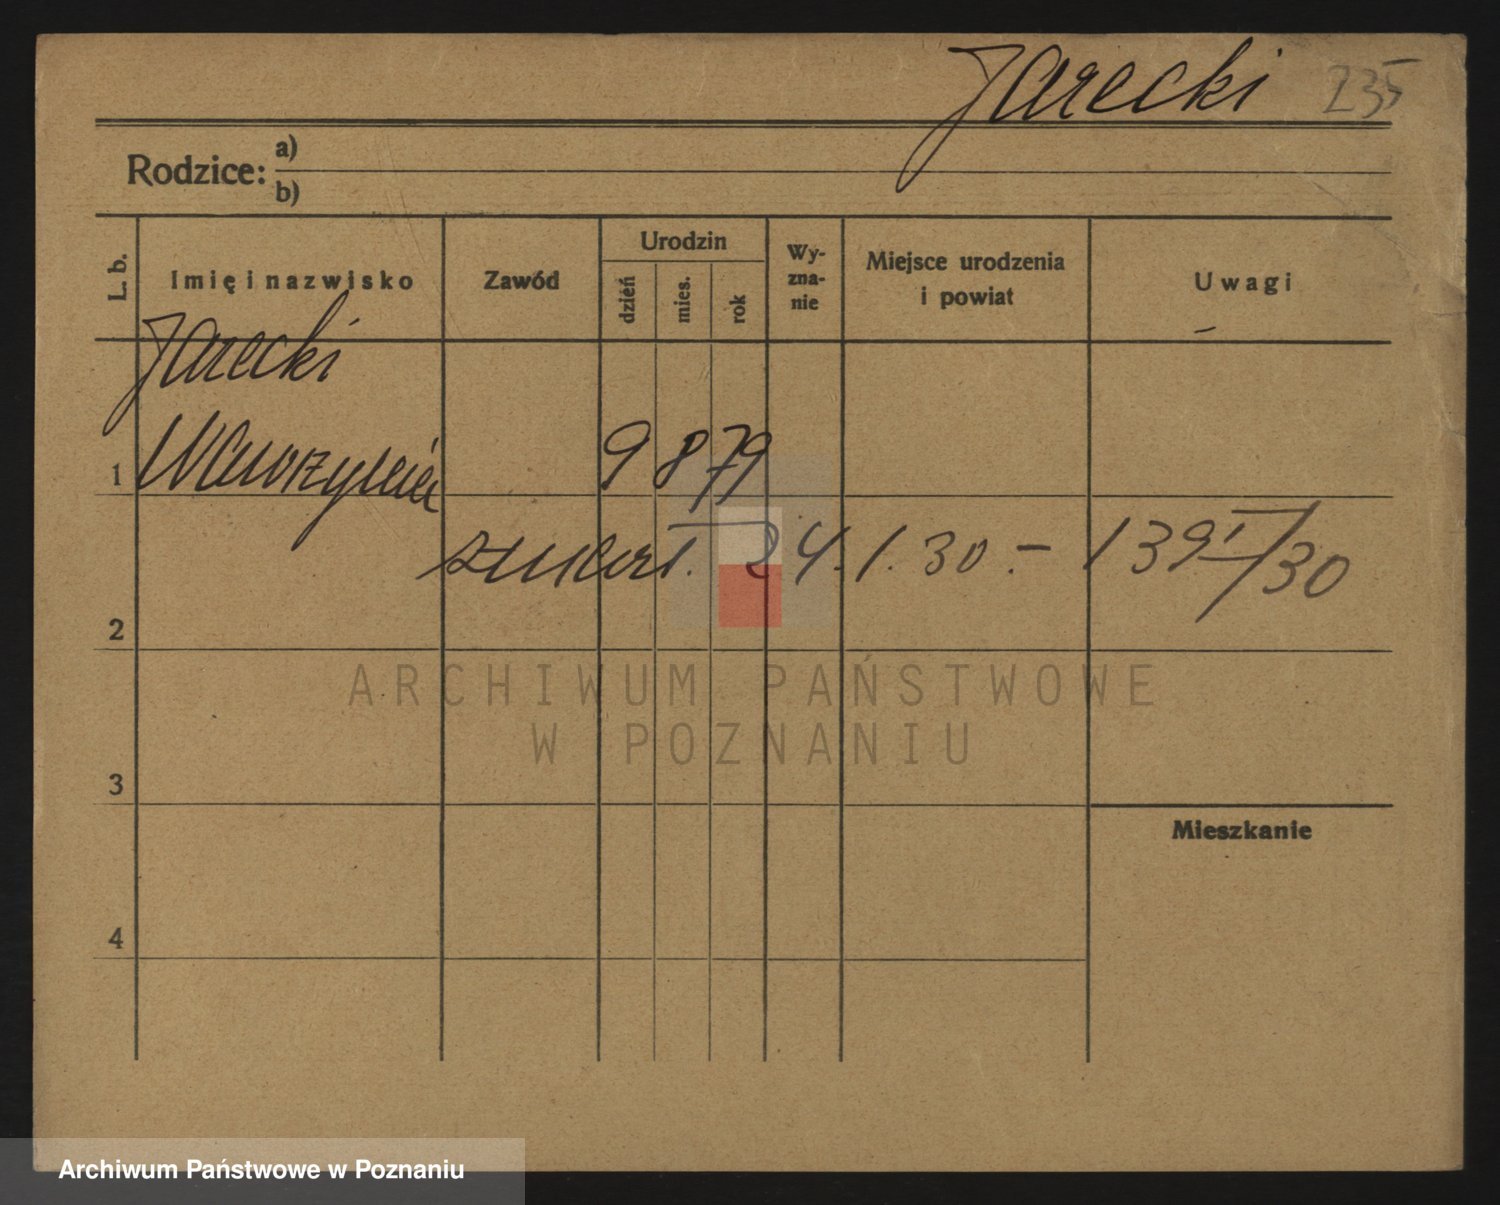 Jarecki 235
Rodzice: a)
b)
L. b.
Imię i nazwisko
Zawód
Urodzin
dzień
mies.
rok
Wy-
zna-
nie
Miejsce urodzenia
i powiat
Uwagi
Jarecki
1 Wawrzyniec 9 8 79
zmarł 24. 1. 30. – 139 /30
2
3
Mieszkanie
4
ARCHIWUM PAŃSTWOWE
W POZNANIU
Archiwum Państwowe w Poznaniu